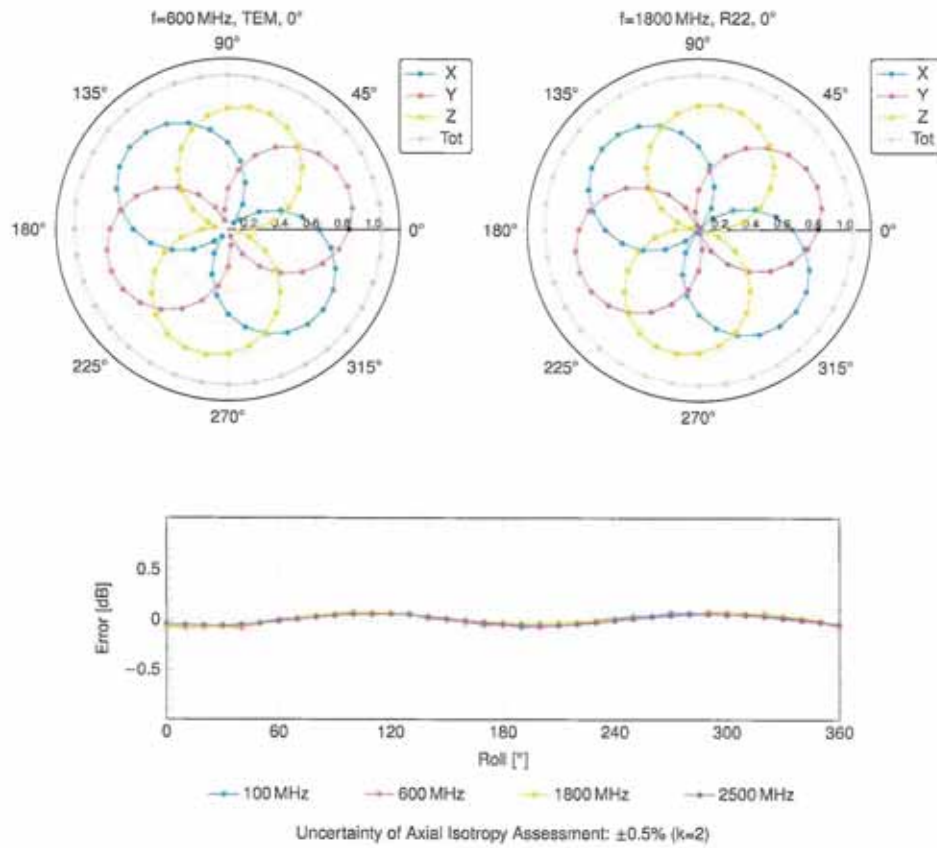 f=600 MHz, TEM, 0°
90°
135°
45°
X
Y
Z
Tot
180°
0.2 0.4 0.6 0.8 1.0
0°
225°
315°
270°
f=1800 MHz, R22, 0°
90°
135°
45°
X
Y
Z
Tot
180°
0.2 0.4 0.6 0.8 1.0
0°
225°
315°
270°
Error [dB]
0.5
0
−0.5
0 60 120 180 240 300 360
Roll [°]
100 MHz 600 MHz 1800 MHz 2500 MHz
Uncertainty of Axial Isotropy Assessment: ±0.5% (k=2)